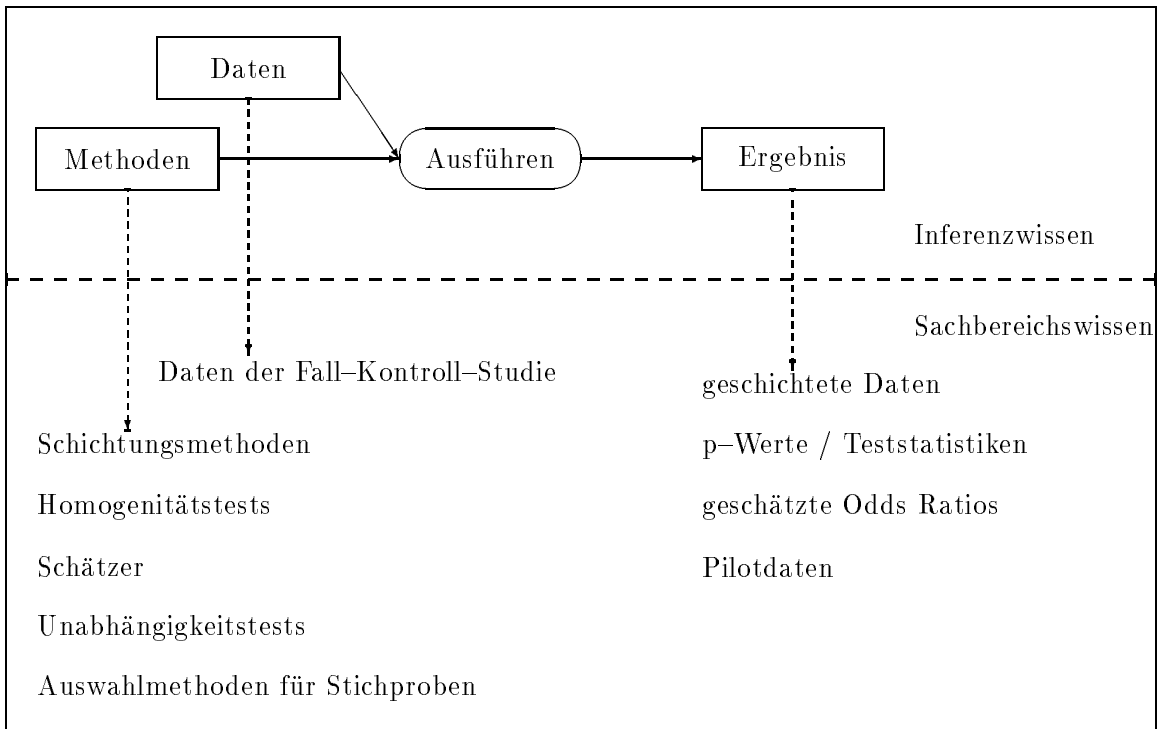 Daten
Methoden
Ausführen
Ergebnis
Inferenzwissen
Sachbereichswissen
Daten der Fall–Kontroll–Studie
Schichtungsmethoden
Homogenitätstests
Schätzer
Unabhängigkeitstests
Auswahlmethoden für Stichproben
geschichtete Daten
p–Werte / Teststatistiken
geschätzte Odds Ratios
Pilotdaten